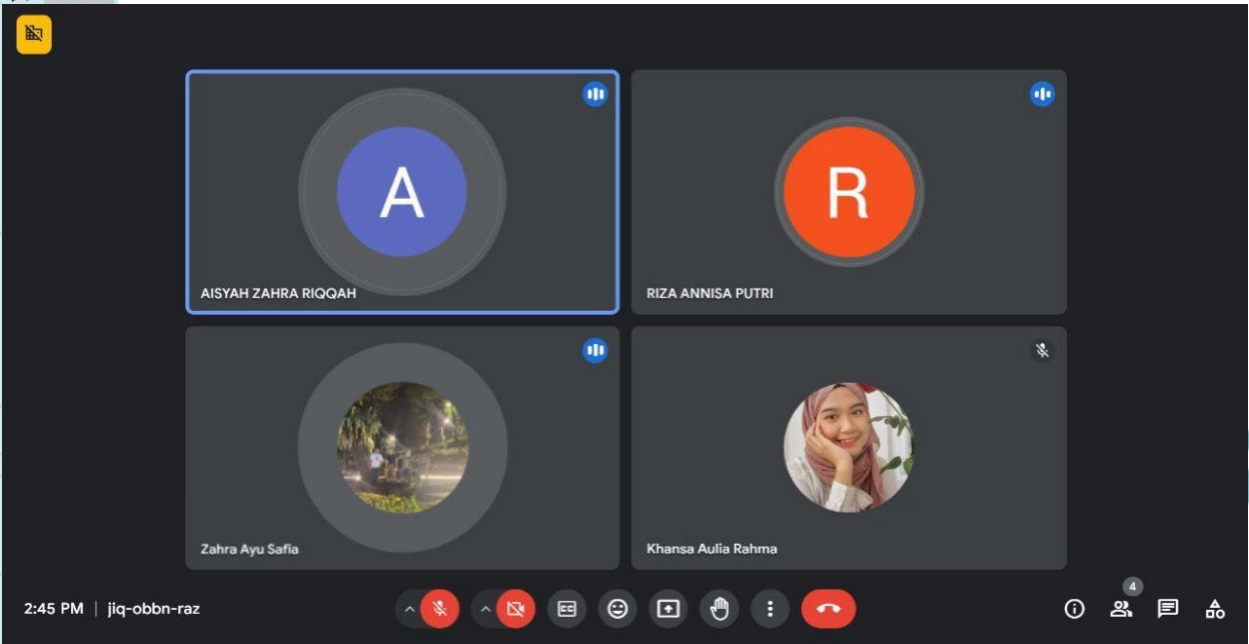 A
AISYAH ZAHRA RIQQAH
R
RIZA ANNISA PUTRI
Zahra Ayu Safia
Khansa Aulia Rahma
2:45 PM | jiq-obbn-raz
CC
4